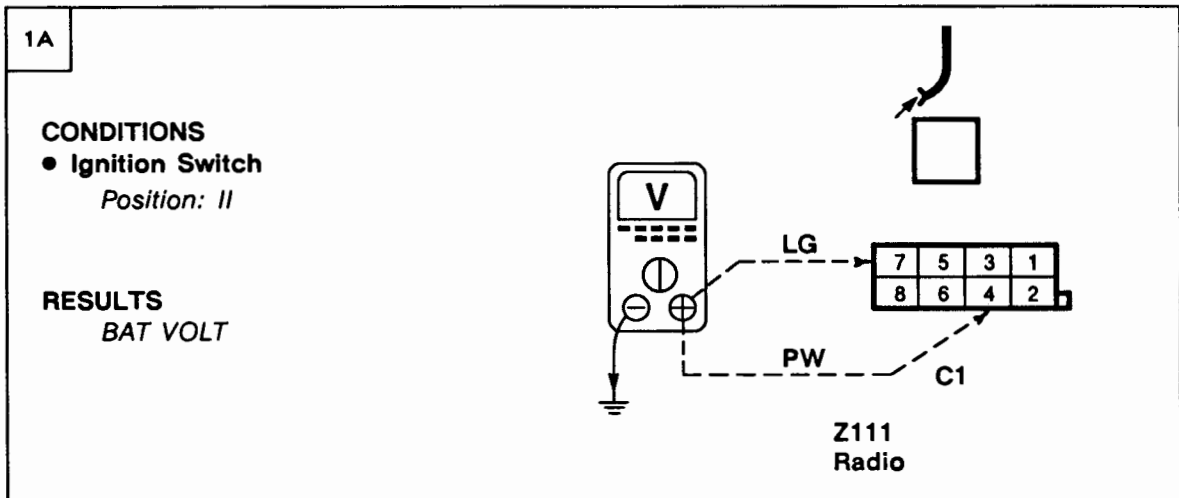 1A
CONDITIONS
● Ignition Switch
Position: II
RESULTS
BAT VOLT
V
LG
7 5 3 1
8 6 4 2
PW
C1
Z111
Radio